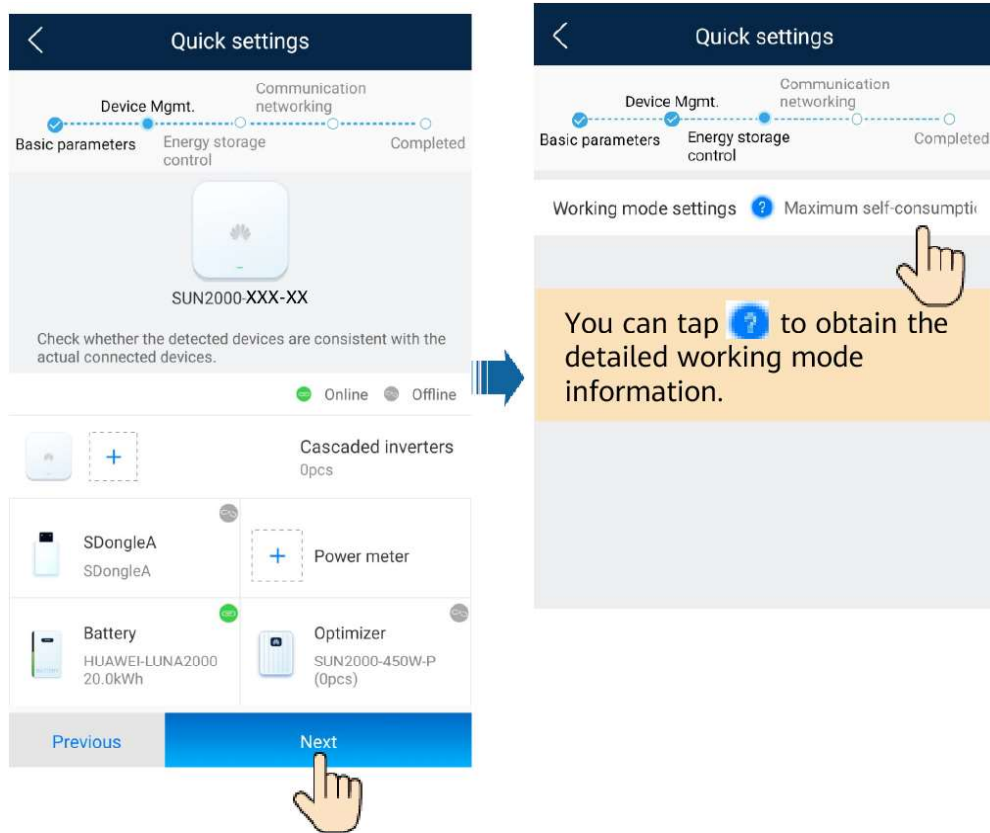 Quick settings
Device Mgmt.
Communication
networking
Basic parameters
Energy storage
control
Completed
SUN2000-XXX-XX
Check whether the detected devices are consistent with the
actual connected devices.
Online
Offline
Cascaded inverters
0pcs
SDongleA
SDongleA
Power meter
Battery
HUAWEI-LUNA2000
20.0kWh
Optimizer
SUN2000-450W-P
(0pcs)
Previous
Next
Quick settings
Device Mgmt.
Communication
networking
Basic parameters
Energy storage
control
Completed
Working mode settings ? Maximum self-consumpti
You can tap ? to obtain the
detailed working mode
information.